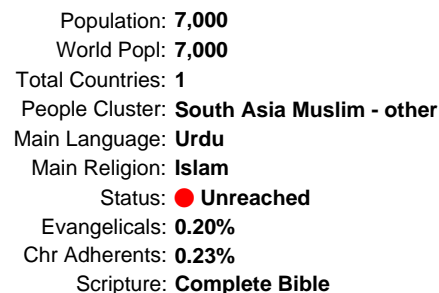 Population: 7,000
World Popl: 7,000
Total Countries: 1
People Cluster: South Asia Muslim - other
Main Language: Urdu
Main Religion: Islam
Status: Unreached
Evangelicals: 0.20%
Chr Adherents: 0.23%
Scripture: Complete Bible